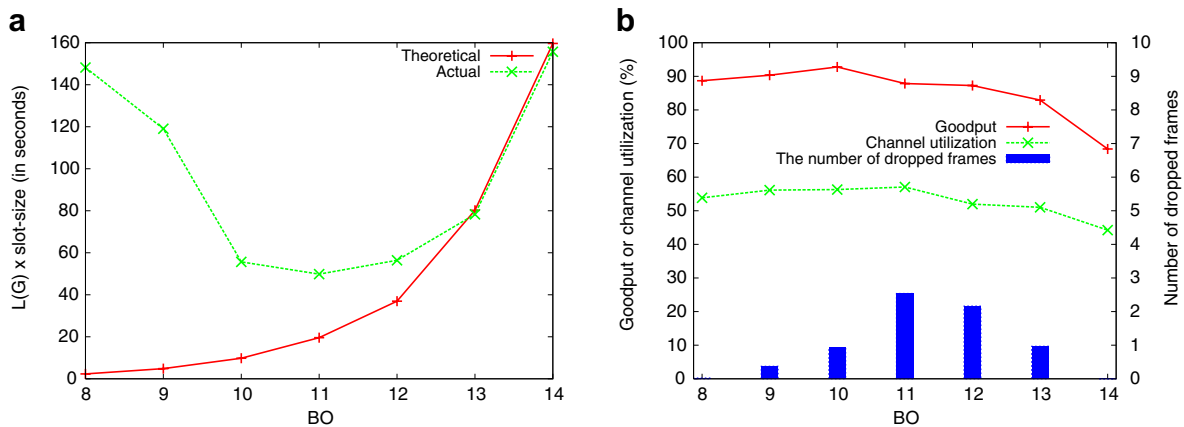 a
160
140
120
100
80
60
40
20
0
L(G) x slot-size (in seconds)
Theoretical
Actual
8 9 10 11 12 13 14
BO
b
100
90
80
70
60
50
40
30
20
10
0
Goodput or channel utilization (%)
Goodput
Channel utilization
The number of dropped frames
10
9
8
7
6
5
4
3
2
1
0
Number of dropped frames
8 9 10 11 12 13 14
BO